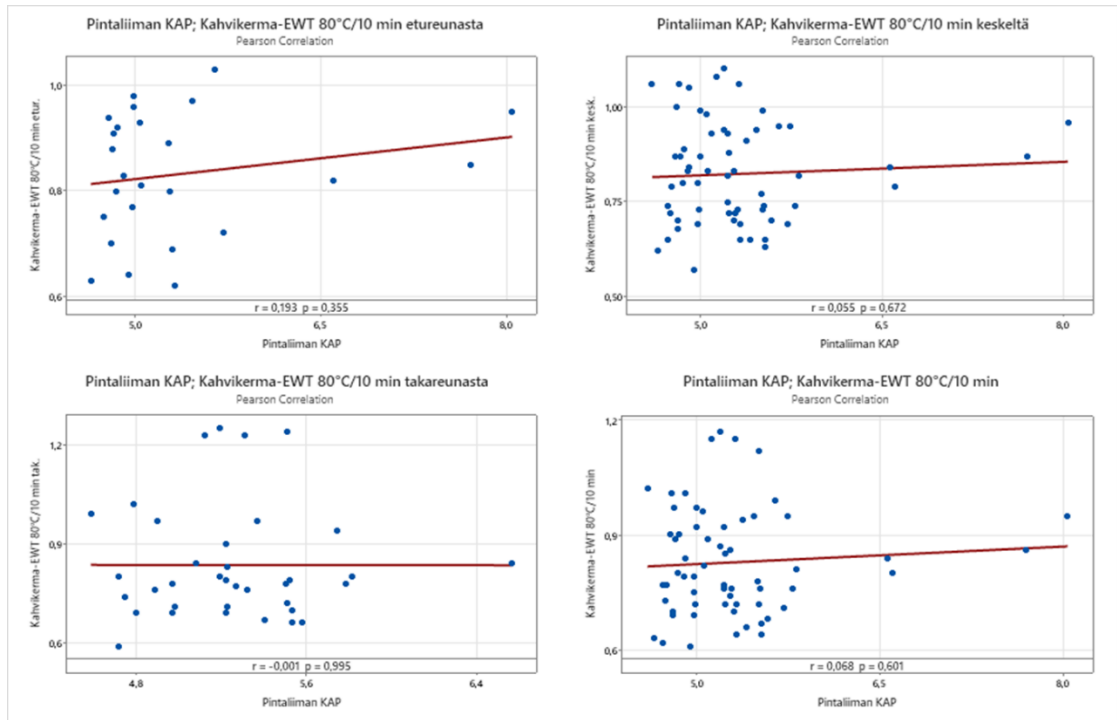 Pintaliiman KAP; Kahvikerma-EWT 80°C/10 min etureunasta
Pearson Correlation
Kahvikerma-EWT 80°C/10 min etur.
1,0
0,8
0,6
r = 0,193 p = 0,355
5,0
6,5
8,0
Pintaliiman KAP
Pintaliiman KAP; Kahvikerma-EWT 80°C/10 min keskeltä
Pearson Correlation
Kahvikerma-EWT 80°C/10 min kesk.
1,00
0,75
0,50
r = 0,055 p = 0,672
5,0
6,5
8,0
Pintaliiman KAP
Pintaliiman KAP; Kahvikerma-EWT 80°C/10 min takareunasta
Pearson Correlation
Kahvikerma-EWT 80°C/10 min tak.
1,2
0,9
0,6
r = -0,001 p = 0,995
4,8
5,6
6,4
Pintaliiman KAP
Pintaliiman KAP; Kahvikerma-EWT 80°C/10 min
Pearson Correlation
Kahvikerma-EWT 80°C/10 min
1,2
0,9
0,6
r = 0,068 p = 0,601
5,0
6,5
8,0
Pintaliiman KAP